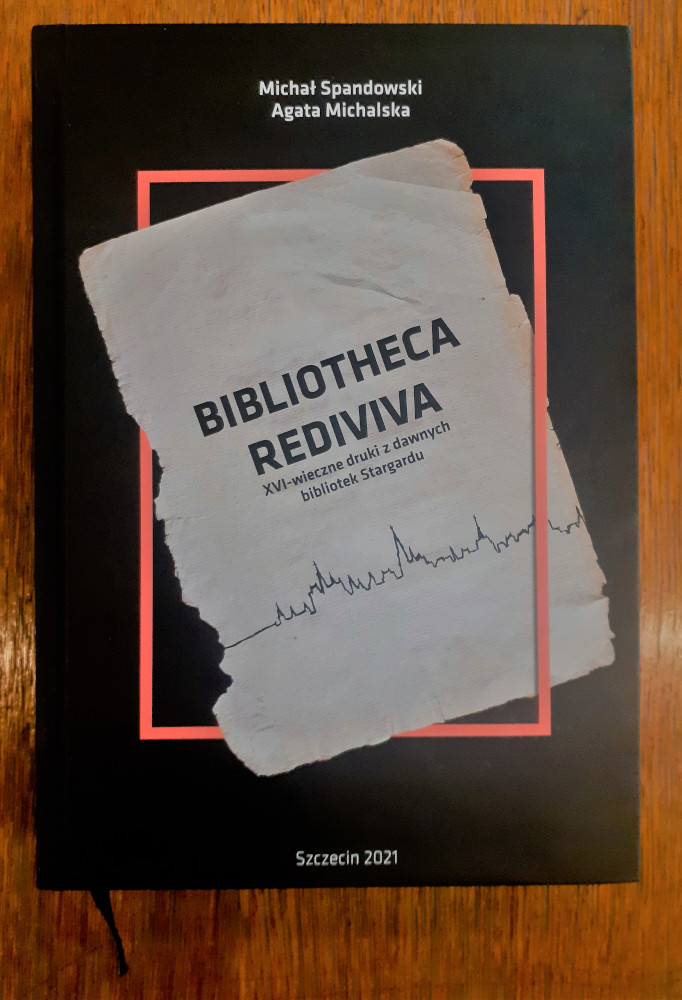 Michał Spandowski
Agata Michalska
BIBLIOTHECA
REDIVIVA
XVI-wieczne druki z dawnych
bibliotek Stargardu
Szczecin 2021